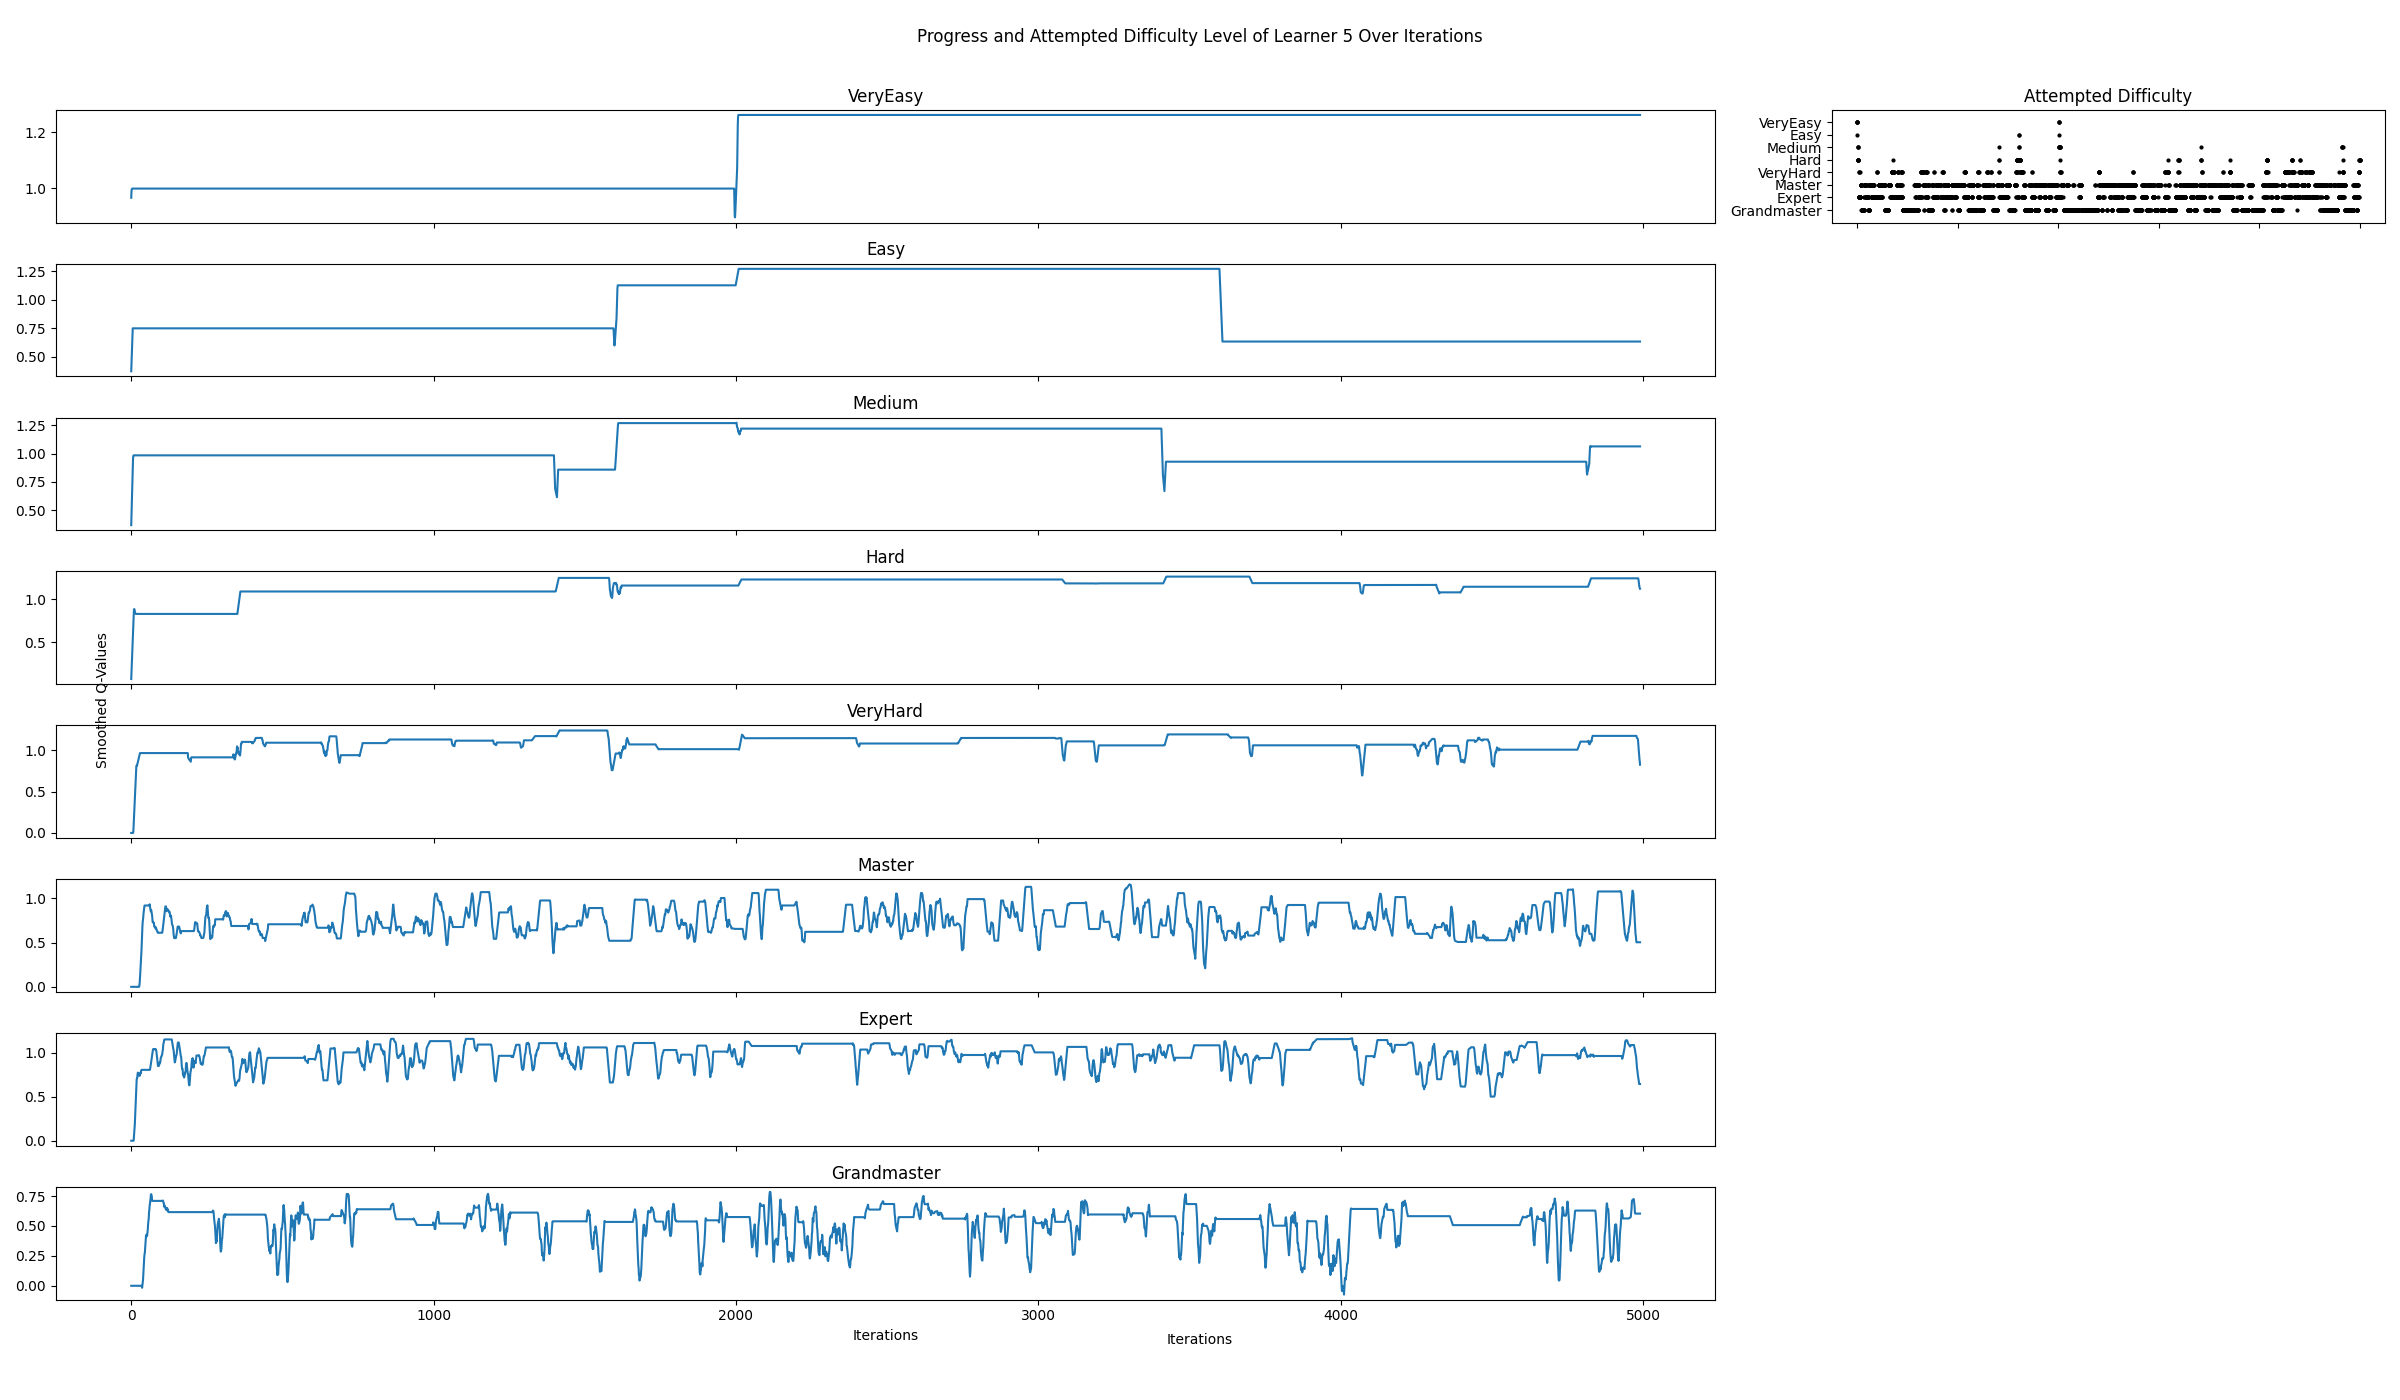 Progress and Attempted Difficulty Level of Learner 5 Over Iterations
VeryEasy
1.2
1.0
Attempted Difficulty
VeryEasy
Easy
Medium
Hard
VeryHard
Master
Expert
Grandmaster
Easy
1.25
1.00
0.75
0.50
Medium
1.25
1.00
0.75
0.50
Hard
1.0
0.5
Smoothed Q-Values
VeryHard
1.0
0.5
0.0
Master
1.0
0.5
0.0
Expert
1.0
0.5
0.0
Grandmaster
0.75
0.50
0.25
0.00
0 1000 2000 3000 4000 5000
Iterations
Iterations